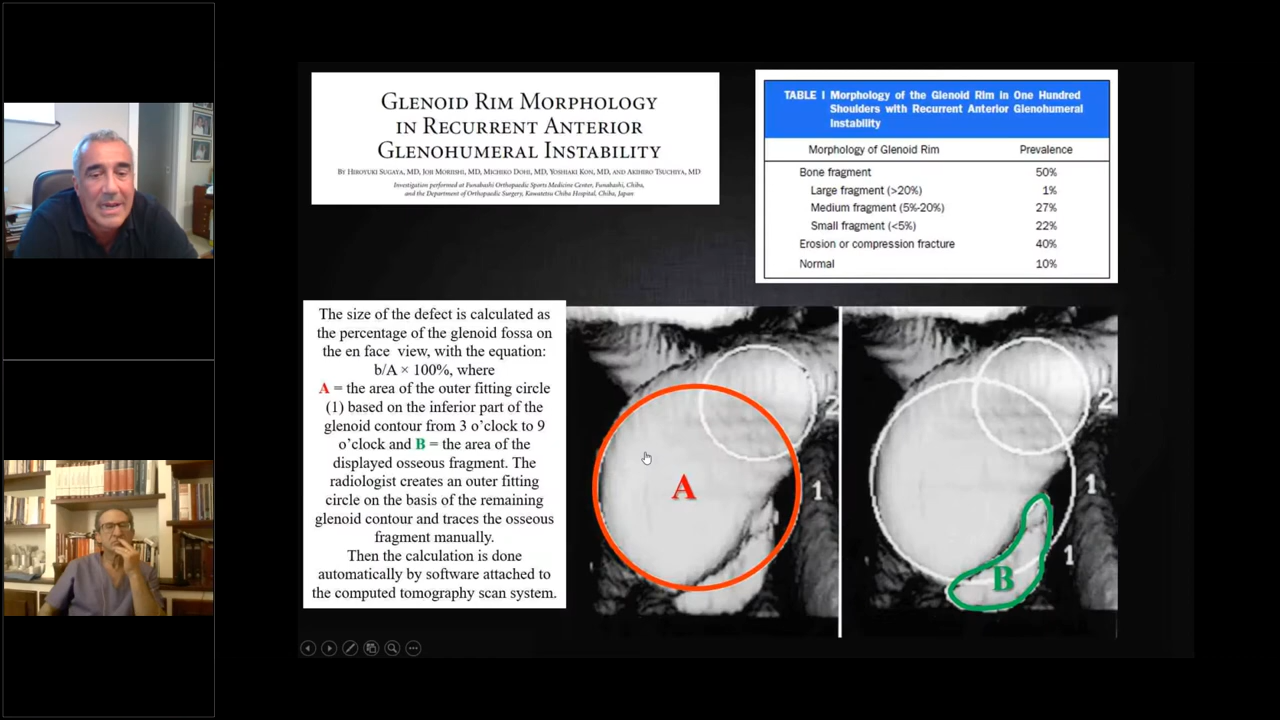 GLENOID RIM MORPHOLOGY
IN RECURRENT ANTERIOR
GLENOHUMERAL INSTABILITY
BY HIROYUKI SUGAYA, MD, JOJI MORIISHI, MD, MICHIKO DOHI, MD, YOSHIAKI KON, MD, AND AKIHIRO TSUCHIYA, MD
Investigation performed at Funabashi Orthopaedic Sports Medicine Center, Funabashi, Chiba,
and the Department of Orthopaedic Surgery, Kawatetsu Chiba Hospital, Chiba, Japan
TABLE I Morphology of the Glenoid Rim in One Hundred
Shoulders with Recurrent Anterior Glenohumeral
Instability
Morphology of Glenoid Rim Prevalence
Bone fragment 50%
Large fragment (>20%) 1%
Medium fragment (5%-20%) 27%
Small fragment (<5%) 22%
Erosion or compression fracture 40%
Normal 10%
The size of the defect is calculated as
the percentage of the glenoid fossa on
the en face view, with the equation:
b/A × 100%, where
A = the area of the outer fitting circle
(1) based on the inferior part of the
glenoid contour from 3 o'clock to 9
o'clock and B = the area of the
displayed osseous fragment. The
radiologist creates an outer fitting
circle on the basis of the remaining
glenoid contour and traces the osseous
fragment manually.
Then the calculation is done
automatically by software attached to
the computed tomography scan system.
2
A
1
2
1
1
B